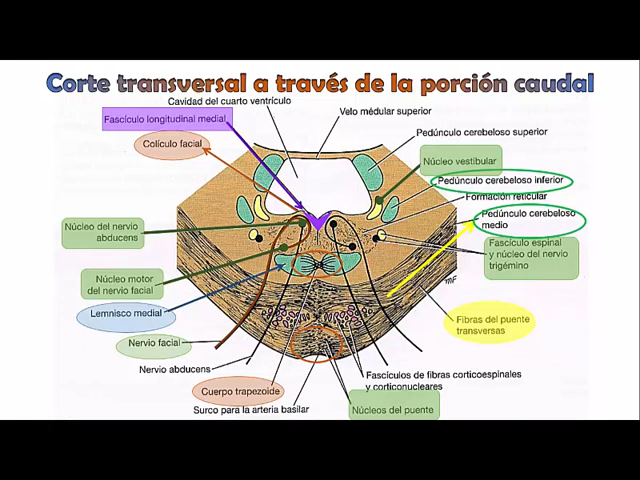 Corte transversal a través de la porción caudal
Cavidad del cuarto ventrículo
Velo médular superior
Fascículo longitudinal medial
Pedúnculo cerebeloso superior
Colículo facial
Núcleo vestibular
Pedúnculo cerebeloso inferior
Formación reticular
Pedúnculo cerebeloso
medio
Núcleo del nervio
abducens
Fascículo espinal
y núcleo del nervio
trigémino
Núcleo motor
del nervio facial
mF
Lemnisco medial
Fibras del puente
transversas
Nervio facial
Nervio abducens
Fascículos de fibras corticoespinales
y corticonucleares
Cuerpo trapezoide
Surco para la arteria basilar
Núcleos del puente